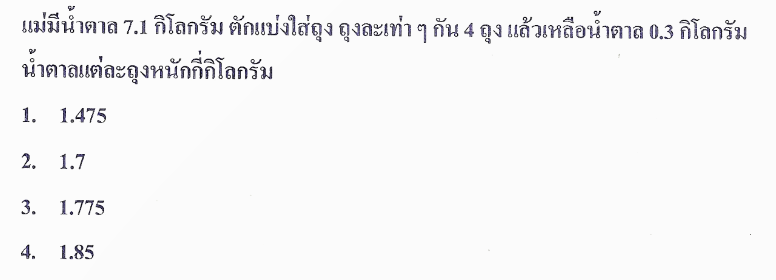 แม่มีน้ำตาล 7.1 กิโลกรัม ตักแบ่งใส่ถุง ถุงละเท่า ๆ กัน 4 ถุง แล้วเหลือน้ำตาล 0.3 กิโลกรัม
น้ำตาลแต่ละถุงหนักกี่กิโลกรัม
1. 1.475
2. 1.7
3. 1.775
4. 1.85